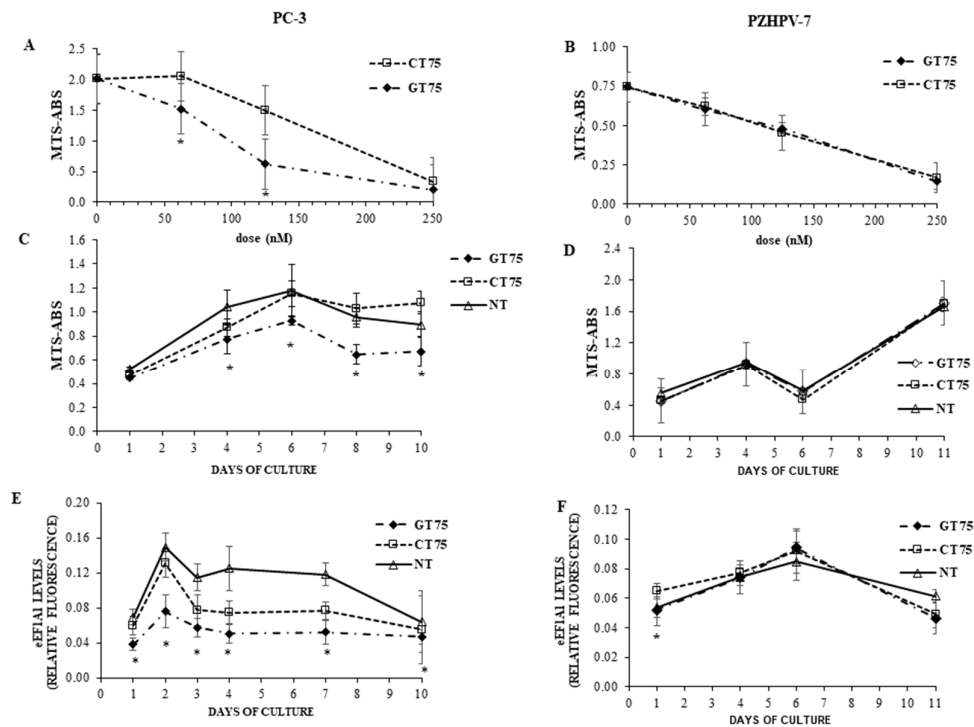 PC-3
PZHPV-7
A
2.5
2.0
1.5
1.0
0.5
0.0
MTS-ABS
0 50 100 150 200 250
dose (nM)
CT75
GT75
*
*
B
1.00
0.75
0.50
0.25
0.00
MTS-ABS
0 50 100 150 200 250
dose (nM)
GT75
CT75
C
1.6
1.4
1.2
1.0
0.8
0.6
0.4
0.2
0.0
MTS-ABS
0 1 2 3 4 5 6 7 8 9 10
DAYS OF CULTURE
GT75
CT75
NT
*
*
*
*
D
2.4
2.0
1.6
1.2
0.8
0.4
0.0
MTS-ABS
0 1 2 3 4 5 6 7 8 9 10 11
DAYS OF CULTURE
GT75
CT75
NT
E
0.20
0.16
0.12
0.08
0.04
0.00
eEF1A1 LEVELS
(RELATIVE FLUORESCENCE)
0 1 2 3 4 5 6 7 8 9 10
DAYS OF CULTURE
GT75
CT75
NT
*
*
*
*
*
*
F
0.12
0.10
0.08
0.06
0.04
0.02
0.00
eEF1A1 LEVELS
(RELATIVE FLUORESCENCE)
0 1 2 3 4 5 6 7 8 9 10 11
DAYS OF CULTURE
GT75
CT75
NT
*